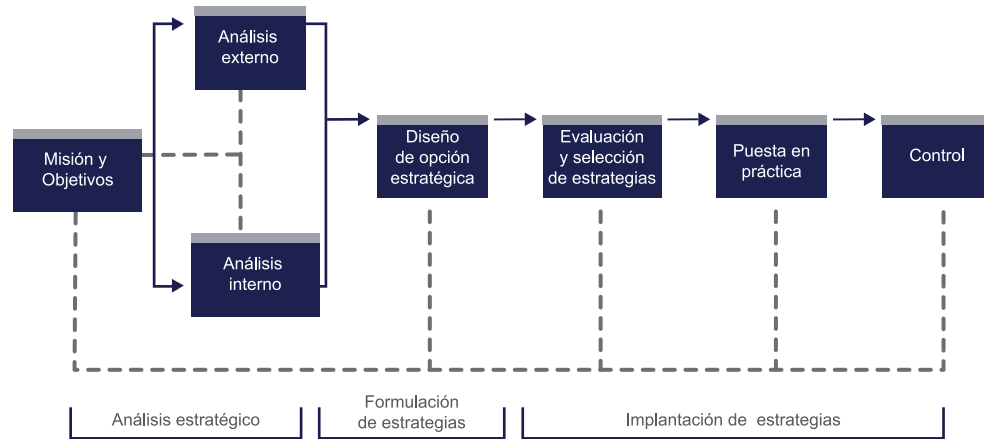 Misión y
Objetivos
Análisis
externo
Análisis
interno
Diseño
de opción
estratégica
Evaluación
y selección
de estrategias
Puesta en
práctica
Control
Análisis estratégico
Formulación
de estrategias
Implantación de estrategias